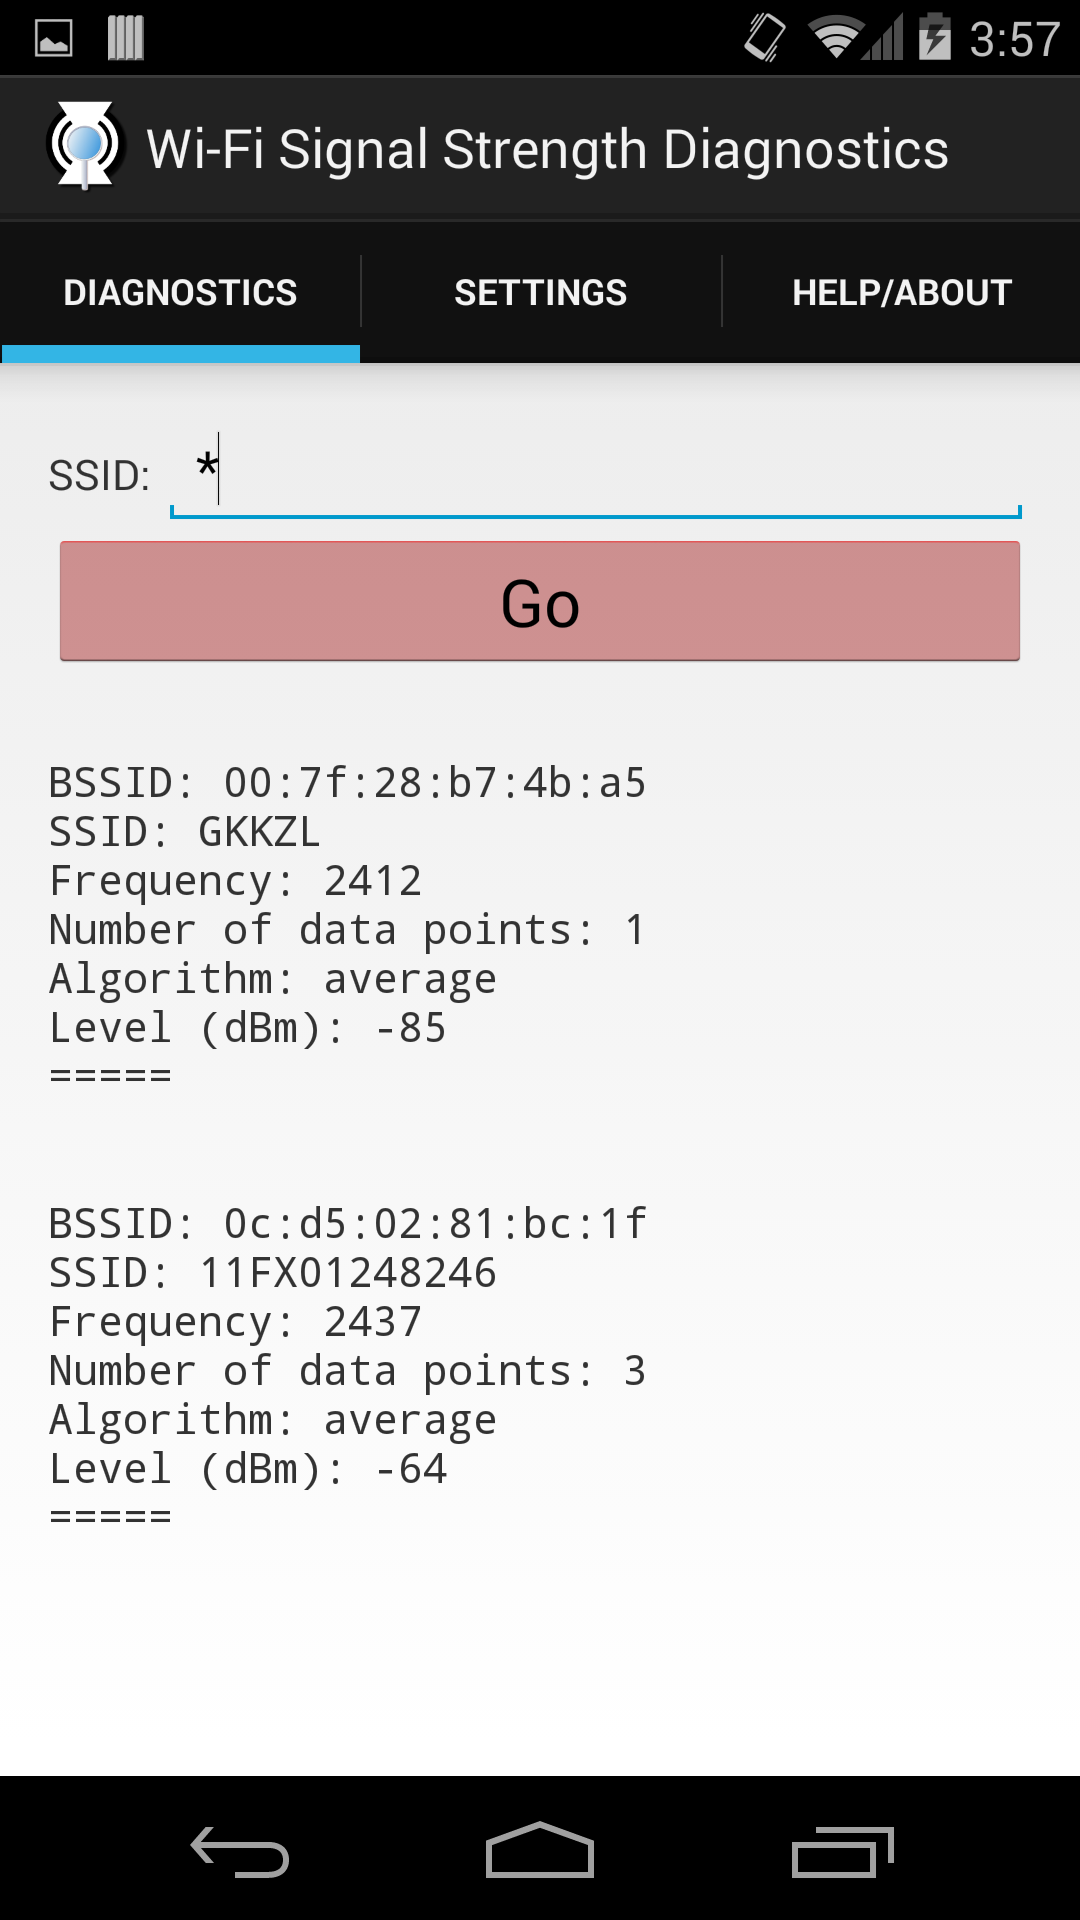 3:57
Wi-Fi Signal Strength Diagnostics
DIAGNOSTICS
SETTINGS
HELP/ABOUT
SSID: *
Go
BSSID: 00:7f:28:b7:4b:a5
SSID: GKKZL
Frequency: 2412
Number of data points: 1
Algorithm: average
Level (dBm): -85
=====
BSSID: 0c:d5:02:81:bc:1f
SSID: 11FX01248246
Frequency: 2437
Number of data points: 3
Algorithm: average
Level (dBm): -64
=====